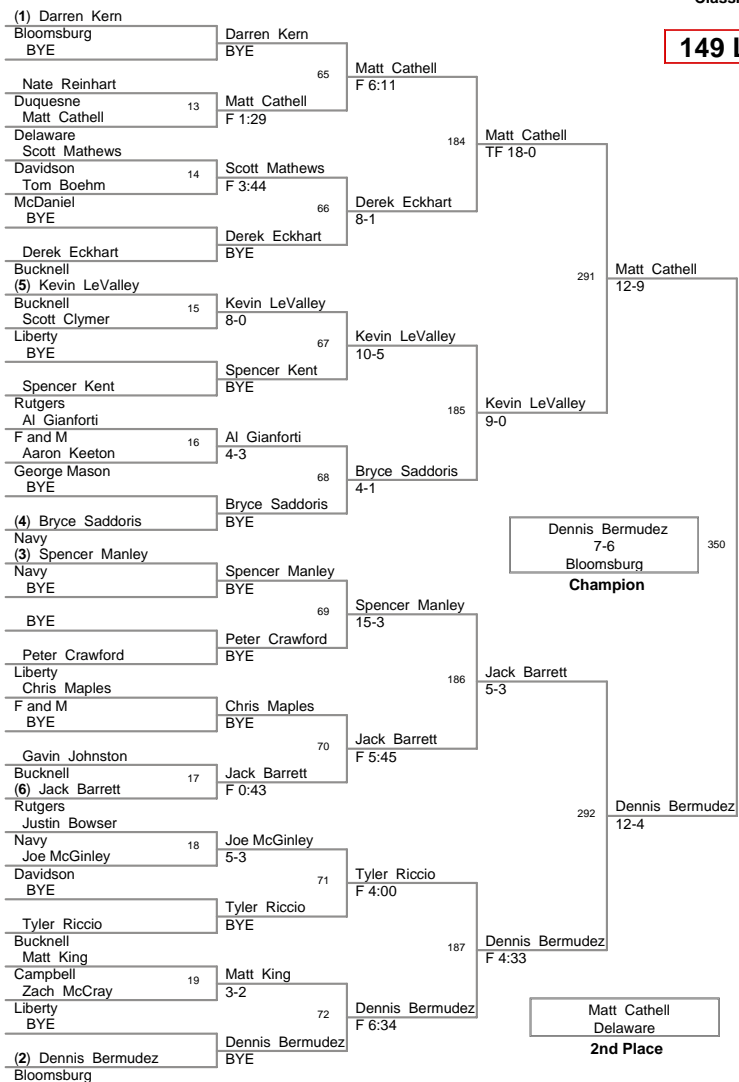 Classi
149 L
(1) Darren Kern
Bloomsburg
BYE
Nate Reinhart
Duquesne
Matt Cathell
Delaware
Scott Mathews
Davidson
Tom Boehm
McDaniel
BYE
Derek Eckhart
Bucknell
(5) Kevin LeValley
Bucknell
Scott Clymer
Liberty
BYE
Spencer Kent
Rutgers
Al Gianforti
F and M
Aaron Keeton
George Mason
BYE
(4) Bryce Saddoris
Navy
(3) Spencer Manley
Navy
BYE
BYE
Peter Crawford
Liberty
Chris Maples
F and M
BYE
Gavin Johnston
Bucknell
(6) Jack Barrett
Rutgers
Justin Bowser
Navy
Joe McGinley
Davidson
BYE
Tyler Riccio
Bucknell
Matt King
Campbell
Zach McCray
Liberty
BYE
(2) Dennis Bermudez
Bloomsburg
13
14
15
16
17
18
19
Darren Kern
BYE
Matt Cathell
F 1:29
Scott Mathews
F 3:44
Derek Eckhart
BYE
Kevin LeValley
8-0
Spencer Kent
BYE
Al Gianforti
4-3
Bryce Saddoris
BYE
Spencer Manley
BYE
Peter Crawford
BYE
Chris Maples
BYE
Jack Barrett
F 0:43
Joe McGinley
5-3
Tyler Riccio
BYE
Matt King
3-2
Dennis Bermudez
BYE
65
66
67
68
69
70
71
72
Matt Cathell
F 6:11
Derek Eckhart
8-1
Kevin LeValley
10-5
Bryce Saddoris
4-1
Spencer Manley
15-3
Jack Barrett
F 5:45
Tyler Riccio
F 4:00
Dennis Bermudez
F 6:34
184
185
186
187
Matt Cathell
TF 18-0
Kevin LeValley
9-0
Jack Barrett
5-3
Dennis Bermudez
F 4:33
291
292
Matt Cathell
12-9
Dennis Bermudez
12-4
350
Dennis Bermudez
7-6
Bloomsburg
Champion
Matt Cathell
Delaware
2nd Place